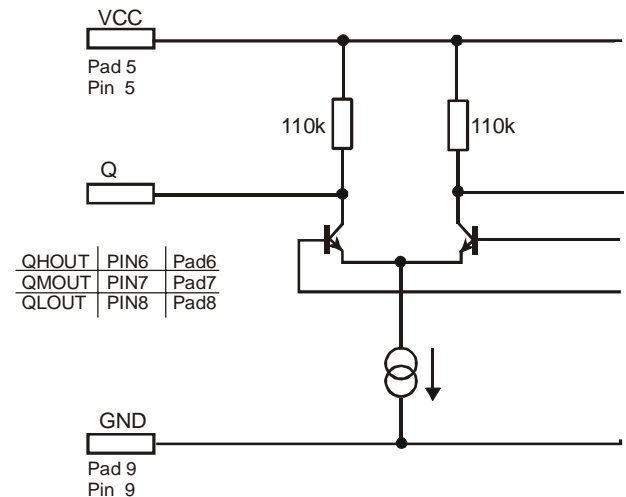 VCC
Pad 5
Pin 5
110k
110k
Q
QHOUT PIN6 Pad6
QMOUT PIN7 Pad7
QLOUT PIN8 Pad8
GND
Pad 9
Pin 9